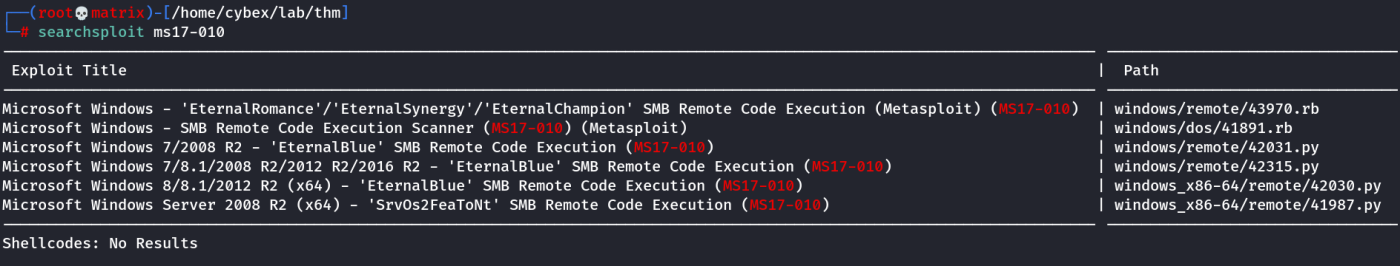 (root💀matrix)-[/home/cybex/lab/thm]
# searchsploit ms17-010
Exploit Title | Path
Microsoft Windows - 'EternalRomance'/'EternalSynergy'/'EternalChampion' SMB Remote Code Execution (Metasploit) (MS17-010) | windows/remote/43970.rb
Microsoft Windows - SMB Remote Code Execution Scanner (MS17-010) (Metasploit) | windows/dos/41891.rb
Microsoft Windows 7/2008 R2 - 'EternalBlue' SMB Remote Code Execution (MS17-010) | windows/remote/42031.py
Microsoft Windows 7/8.1/2008 R2/2012 R2/2016 R2 - 'EternalBlue' SMB Remote Code Execution (MS17-010) | windows/remote/42315.py
Microsoft Windows 8/8.1/2012 R2 (x64) - 'EternalBlue' SMB Remote Code Execution (MS17-010) | windows_x86-64/remote/42030.py
Microsoft Windows Server 2008 R2 (x64) - 'SrvOs2FeaToNt' SMB Remote Code Execution (MS17-010) | windows_x86-64/remote/41987.py
Shellcodes: No Results